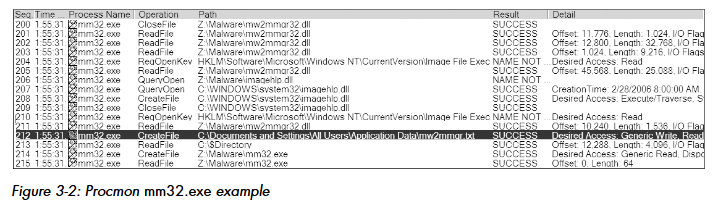 Seq. Time ... Process Name Operation Path Result Detail
200 1:55:31. mm32.exe CloseFile Z:\Malware\mw2mmgr32.dll SUCCESS
201 1:55:31. mm32.exe ReadFile Z:\Malware\mw2mmgr32.dll SUCCESS Offset: 11,776, Length: 1,024, I/O Flag
202 1:55:31. mm32.exe ReadFile Z:\Malware\mw2mmgr32.dll SUCCESS Offset: 12,800, Length: 32,768, I/O Flag
203 1:55:31. mm32.exe ReadFile Z:\Malware\mw2mmgr32.dll SUCCESS Offset: 1,024, Length: 9,216, I/O Flag
204 1:55:31. mm32.exe RegOpenKey HKLM\Software\Microsoft\Windows NT\CurrentVersion\Image File Exec NAME NOT ... Desired Access: Read
205 1:55:31. mm32.exe ReadFile Z:\Malware\mw2mmgr32.dll SUCCESS Offset: 45,568, Length: 25,088, I/O Flag
206 1:55:31. mm32.exe QueryOpen Z:\Malware\imagehlp.dll NAME NOT ...
207 1:55:31. mm32.exe QueryOpen C:\WINDOWS\system32\imagehlp.dll SUCCESS CreationTime: 2/28/2006 8:00:00 AM,
208 1:55:31. mm32.exe CreateFile C:\WINDOWS\system32\imagehlp.dll SUCCESS Desired Access: Execute/Traverse, S
209 1:55:31. mm32.exe CloseFile C:\WINDOWS\system32\imagehlp.dll SUCCESS
210 1:55:31. mm32.exe RegOpenKey HKLM\Software\Microsoft\Windows NT\CurrentVersion\Image File Exec NAME NOT ... Desired Access: Read
211 1:55:31. mm32.exe ReadFile Z:\Malware\mw2mmgr32.dll SUCCESS Offset: 10,240, Length: 1,536, I/O Flag
212 1:55:31. mm32.exe CreateFile C:\Documents and Settings\All Users\Application Data\mw2mmgr.txt SUCCESS Desired Access: Generic Write, Read
213 1:55:31. mm32.exe ReadFile C:\$Directory SUCCESS Offset: 12,288, Length: 4,096, I/O Flag
214 1:55:31. mm32.exe CreateFile Z:\Malware\mm32.exe SUCCESS Desired Access: Generic Read, Dispo
215 1:55:31. mm32.exe ReadFile Z:\Malware\mm32.exe SUCCESS Offset: 0, Length: 64
Figure 3-2: Procmon mm32.exe example